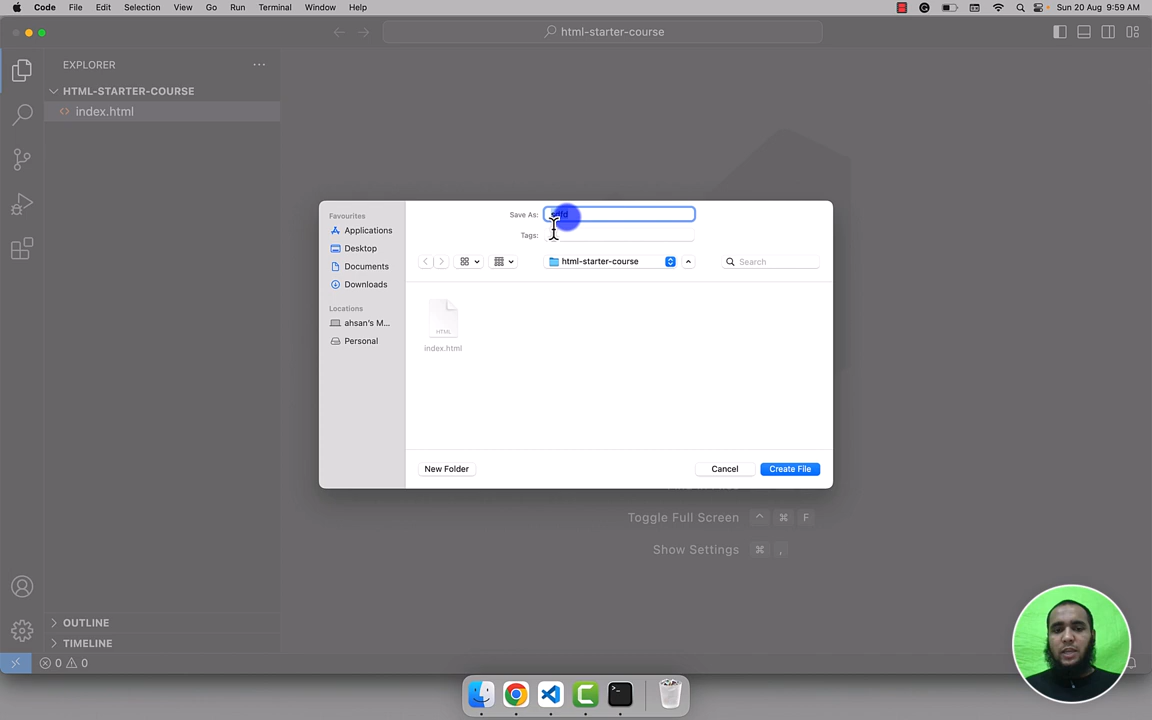 Code File Edit Selection View Go Run Terminal Window Help Sun 20 Aug 9:59 AM
html-starter-course
EXPLORER
HTML-STARTER-COURSE
index.html
Favourites
Applications
Desktop
Documents
Downloads
Locations
ahsan's M...
Personal
Save As:
Tags:
html-starter-course
Search
HTML
index.html
New Folder
Cancel
Create File
Toggle Full Screen ^ ⌘ F
Show Settings ⌘ ,
OUTLINE
TIMELINE
0 0